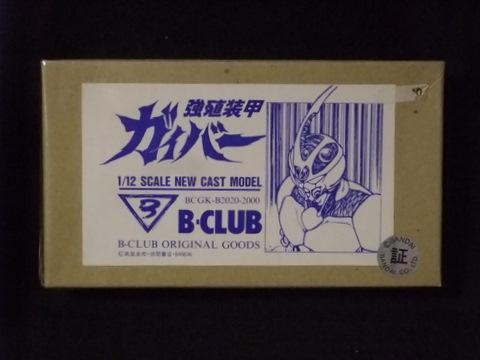 強殖装甲
ガイバー
1/12 SCALE NEW CAST MODEL
BCGK-B2020-2000
B·CLUB
B-CLUB ORIGINAL GOODS
©BANDAI
証
BANDAI CO.,LTD.